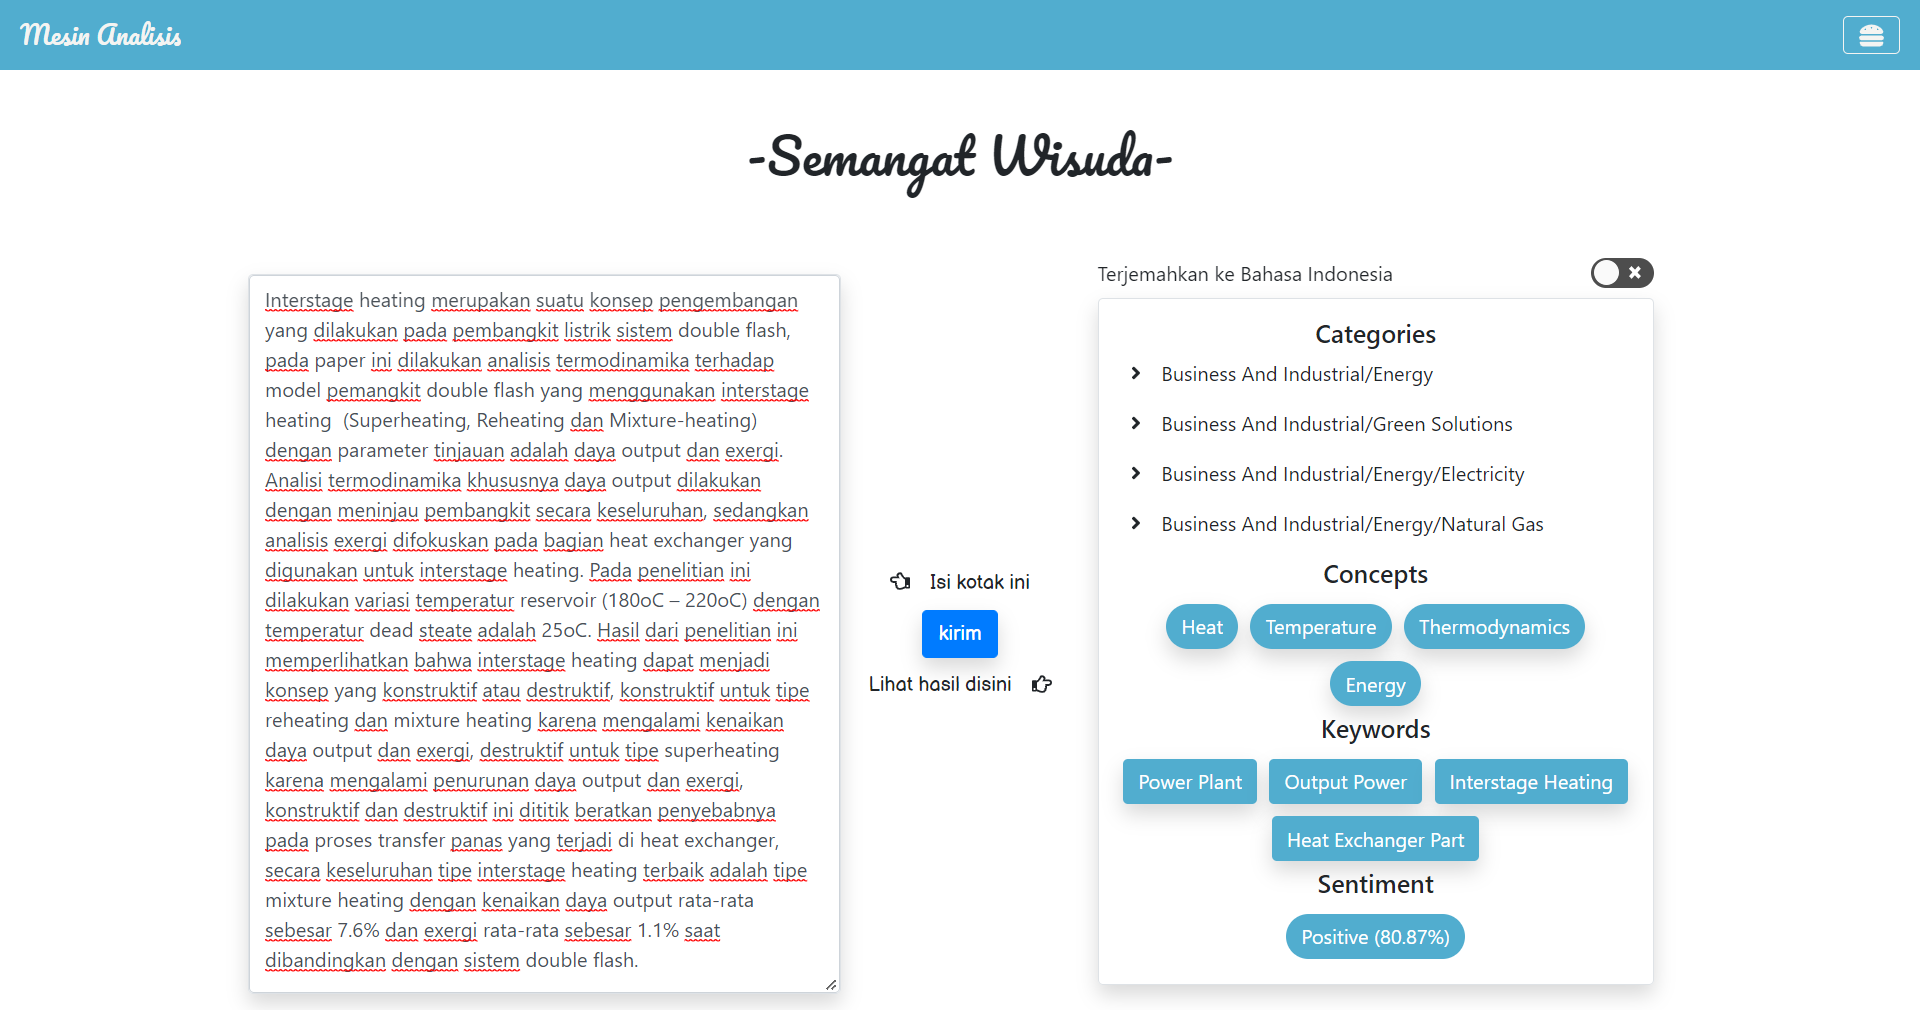 Mesin Analisis
-Semangat Wisuda-
Interstage heating merupakan suatu konsep pengembangan
yang dilakukan pada pembangkit listrik sistem double flash,
pada paper ini dilakukan analisis termodinamika terhadap
model pemangkit double flash yang menggunakan interstage
heating  (Superheating, Reheating dan Mixture-heating)
dengan parameter tinjauan adalah daya output dan exergi.
Analisi termodinamika khususnya daya output dilakukan
dengan meninjau pembangkit secara keseluruhan, sedangkan
analisis exergi difokuskan pada bagian heat exchanger yang
digunakan untuk interstage heating. Pada penelitian ini
dilakukan variasi temperatur reservoir (180oC – 220oC) dengan
temperatur dead steate adalah 25oC. Hasil dari penelitian ini
memperlihatkan bahwa interstage heating dapat menjadi
konsep yang konstruktif atau destruktif, konstruktif untuk tipe
reheating dan mixture heating karena mengalami kenaikan
daya output dan exergi, destruktif untuk tipe superheating
karena mengalami penurunan daya output dan exergi,
konstruktif dan destruktif ini dititik beratkan penyebabnya
pada proses transfer panas yang terjadi di heat exchanger,
secara keseluruhan tipe interstage heating terbaik adalah tipe
mixture heating dengan kenaikan daya output rata-rata
sebesar 7.6% dan exergi rata-rata sebesar 1.1% saat
dibandingkan dengan sistem double flash.
Isi kotak ini
kirim
Lihat hasil disini
Terjemahkan ke Bahasa Indonesia
Categories
Business And Industrial/Energy
Business And Industrial/Green Solutions
Business And Industrial/Energy/Electricity
Business And Industrial/Energy/Natural Gas
Concepts
Heat Temperature Thermodynamics
Energy
Keywords
Power Plant Output Power Interstage Heating
Heat Exchanger Part
Sentiment
Positive (80.87%)